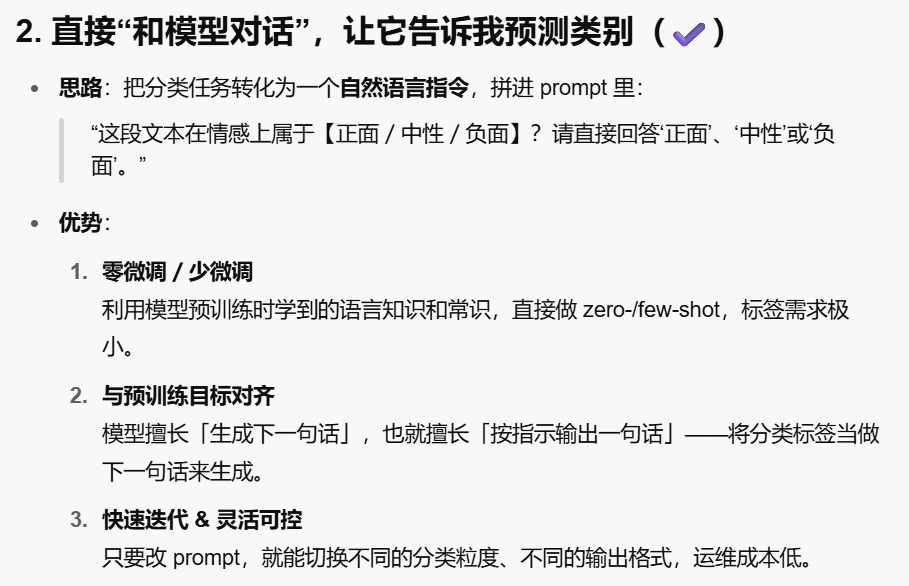 2. 直接“和模型对话”，让它告诉我预测类别（✔）
• 思路：把分类任务转化为一个自然语言指令，拼进 prompt 里：
“这段文本在情感上属于【正面 / 中性 / 负面】？请直接回答‘正面’、‘中性’或‘负
面’。”
• 优势：
1. 零微调 / 少微调
利用模型预训练时学到的语言知识和常识，直接做 zero-/few-shot，标签需求极
小。
2. 与预训练目标对齐
模型擅长「生成下一句话」，也就擅长「按指示输出一句话」——将分类标签当做
下一句话来生成。
3. 快速迭代 & 灵活可控
只要改 prompt，就能切换不同的分类粒度、不同的输出格式，运维成本低。